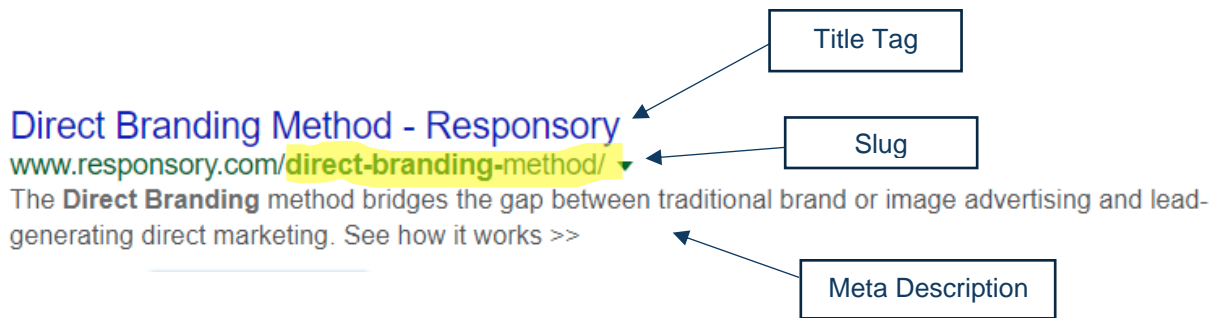 Title Tag
Direct Branding Method - Responsory
www.responsory.com/direct-branding-method/
Slug
The Direct Branding method bridges the gap between traditional brand or image advertising and lead-
generating direct marketing. See how it works >>
Meta Description